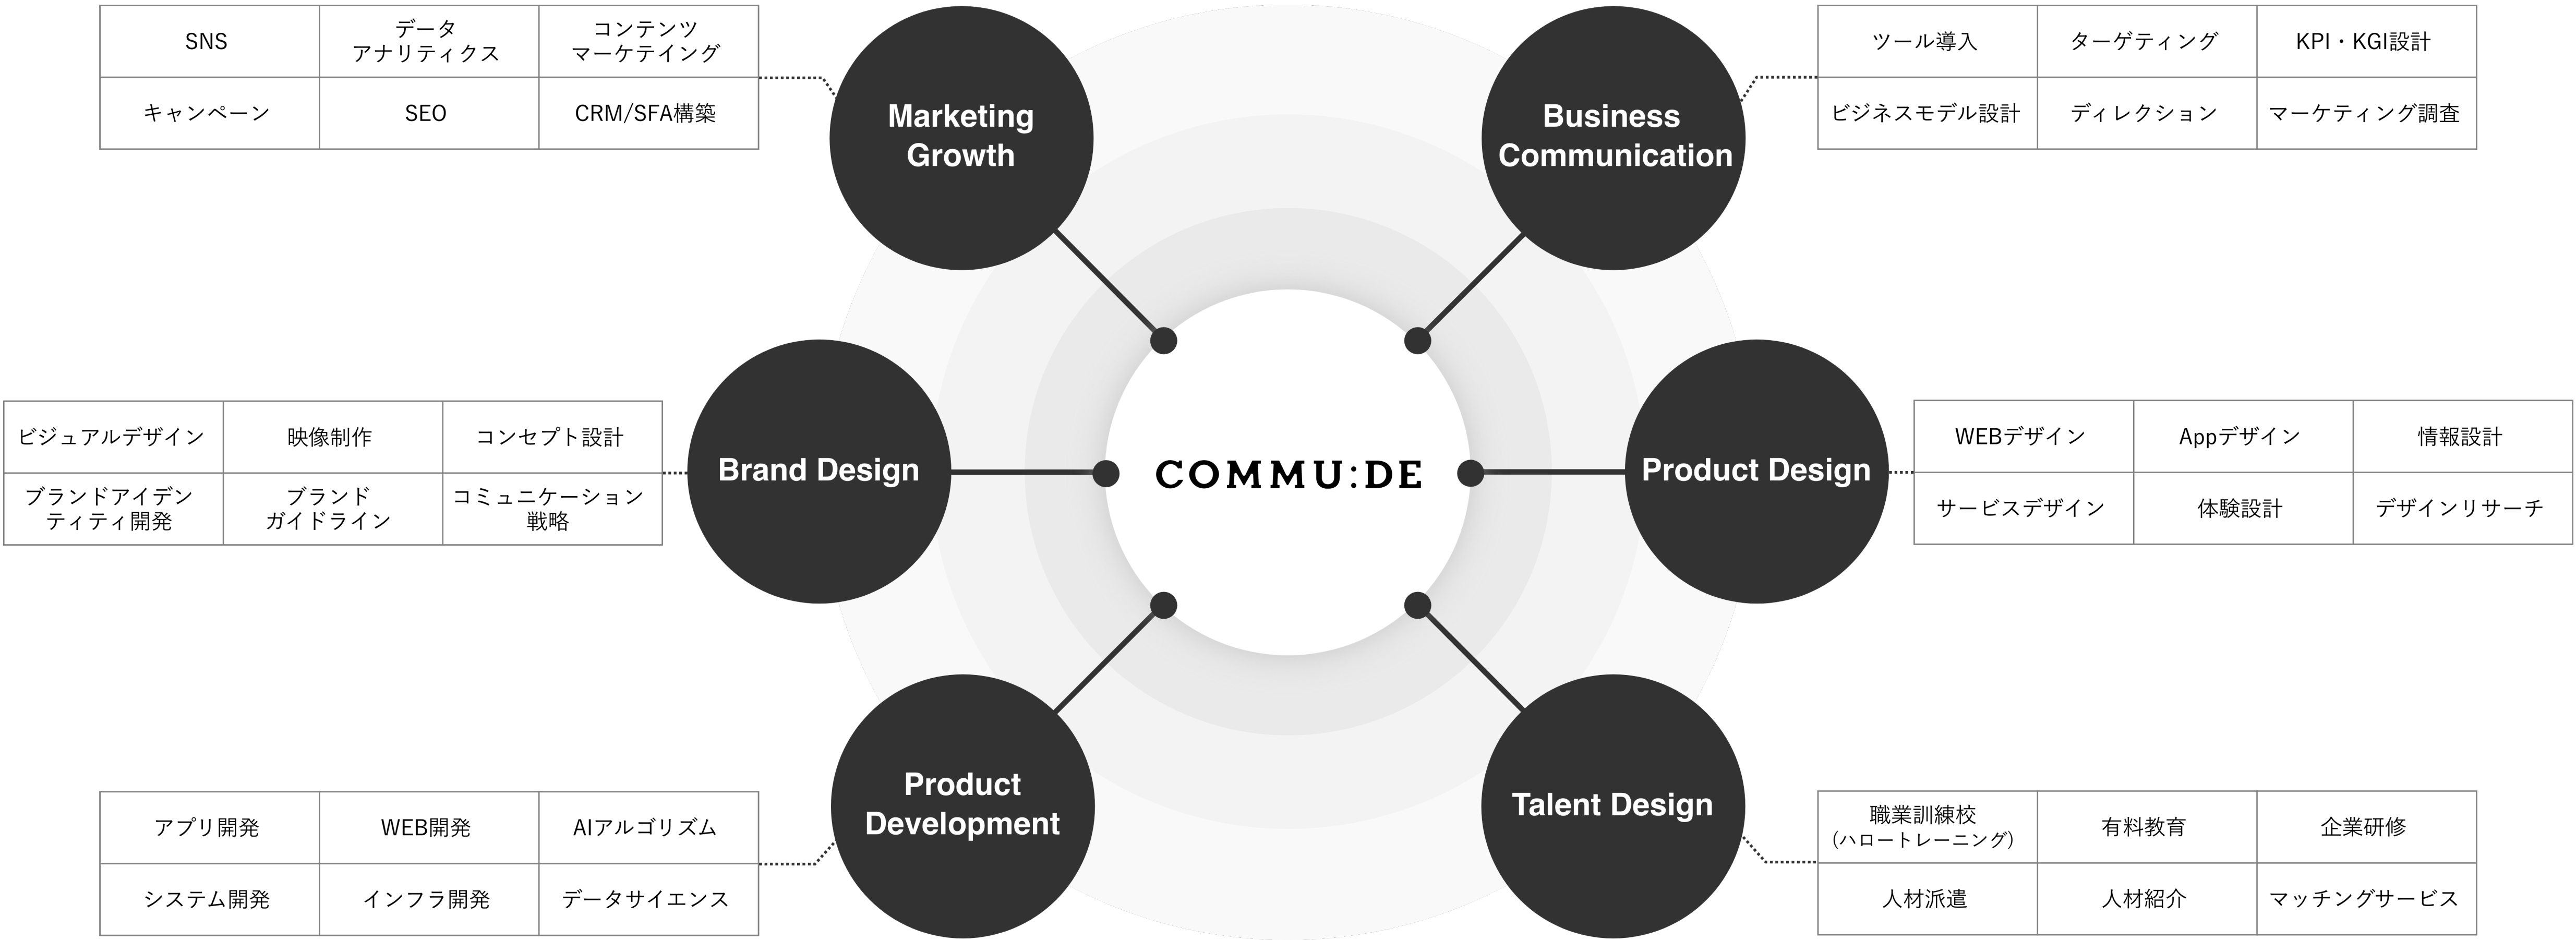 SNS
データ
アナリティクス
コンテンツ
マーケテイング
キャンペーン
SEO
CRM/SFA構築
Marketing
Growth
Business
Communication
ツール導入
ターゲティング
KPI・KGI設計
ビジネスモデル設計
ディレクション
マーケティング調査
ビジュアルデザイン
映像制作
コンセプト設計
ブランドアイデン
ティティ開発
ブランド
ガイドライン
コミュニケーション
戦略
Brand Design
COMMU:DE
Product Design
WEBデザイン
Appデザイン
情報設計
サービスデザイン
体験設計
デザインリサーチ
アプリ開発
WEB開発
AIアルゴリズム
システム開発
インフラ開発
データサイエンス
Product
Development
Talent Design
職業訓練校
(ハロートレーニング)
有料教育
企業研修
人材派遣
人材紹介
マッチングサービス